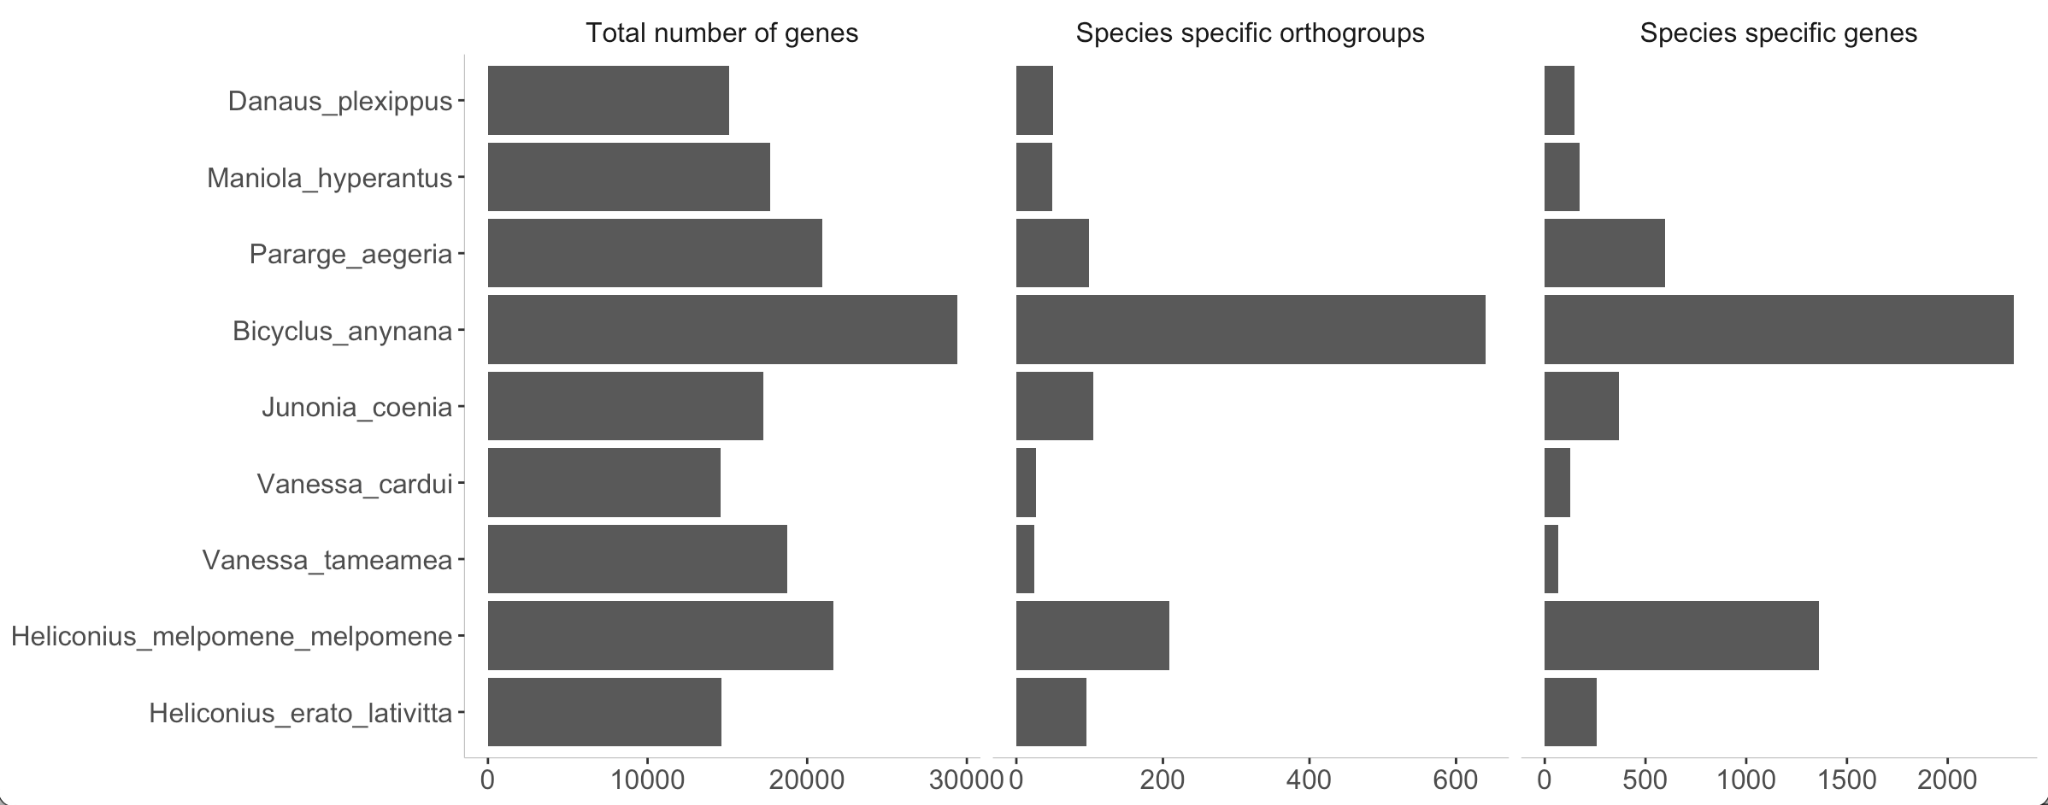 Total number of genes
Species specific orthogroups
Species specific genes
Danaus_plexippus
Maniola_hyperantus
Pararge_aegeria
Bicyclus_anynana
Junonia_coenia
Vanessa_cardui
Vanessa_tameamea
Heliconius_melpomene_melpomene
Heliconius_erato_lativitta
0 10000 20000 30000
0 200 400 600
0 500 1000 1500 2000